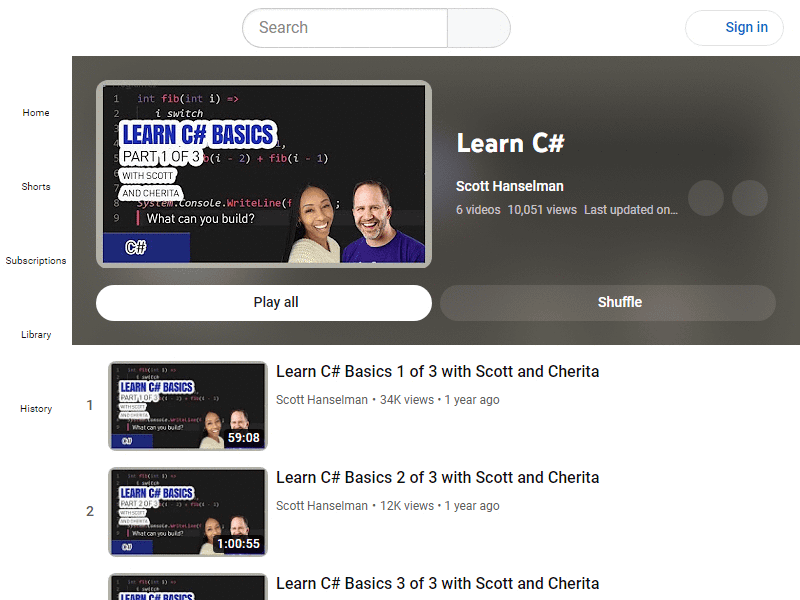 Search
Sign in
Home
Shorts
Subscriptions
Library
History
1 int fib(int i) =>
2 i switch
LEARN C# BASICS
PART 1 OF 3
5 b(i - 2) + fib(i - 1)
WITH SCOTT
AND CHERITA
8 System.Console.WriteLine(f ;
9 What can you build?
C#
Learn C#
Scott Hanselman
6 videos 10,051 views Last updated on...
Play all
Shuffle
1
LEARN C# BASICS
PART 1 OF 3
WITH SCOTT
AND CHERITA
What can you build?
C#
59:08
Learn C# Basics 1 of 3 with Scott and Cherita
Scott Hanselman • 34K views • 1 year ago
2
LEARN C# BASICS
PART 2 OF 3
WITH SCOTT
AND CHERITA
What can you build?
C#
1:00:55
Learn C# Basics 2 of 3 with Scott and Cherita
Scott Hanselman • 12K views • 1 year ago
LEARN C# BASICS
Learn C# Basics 3 of 3 with Scott and Cherita